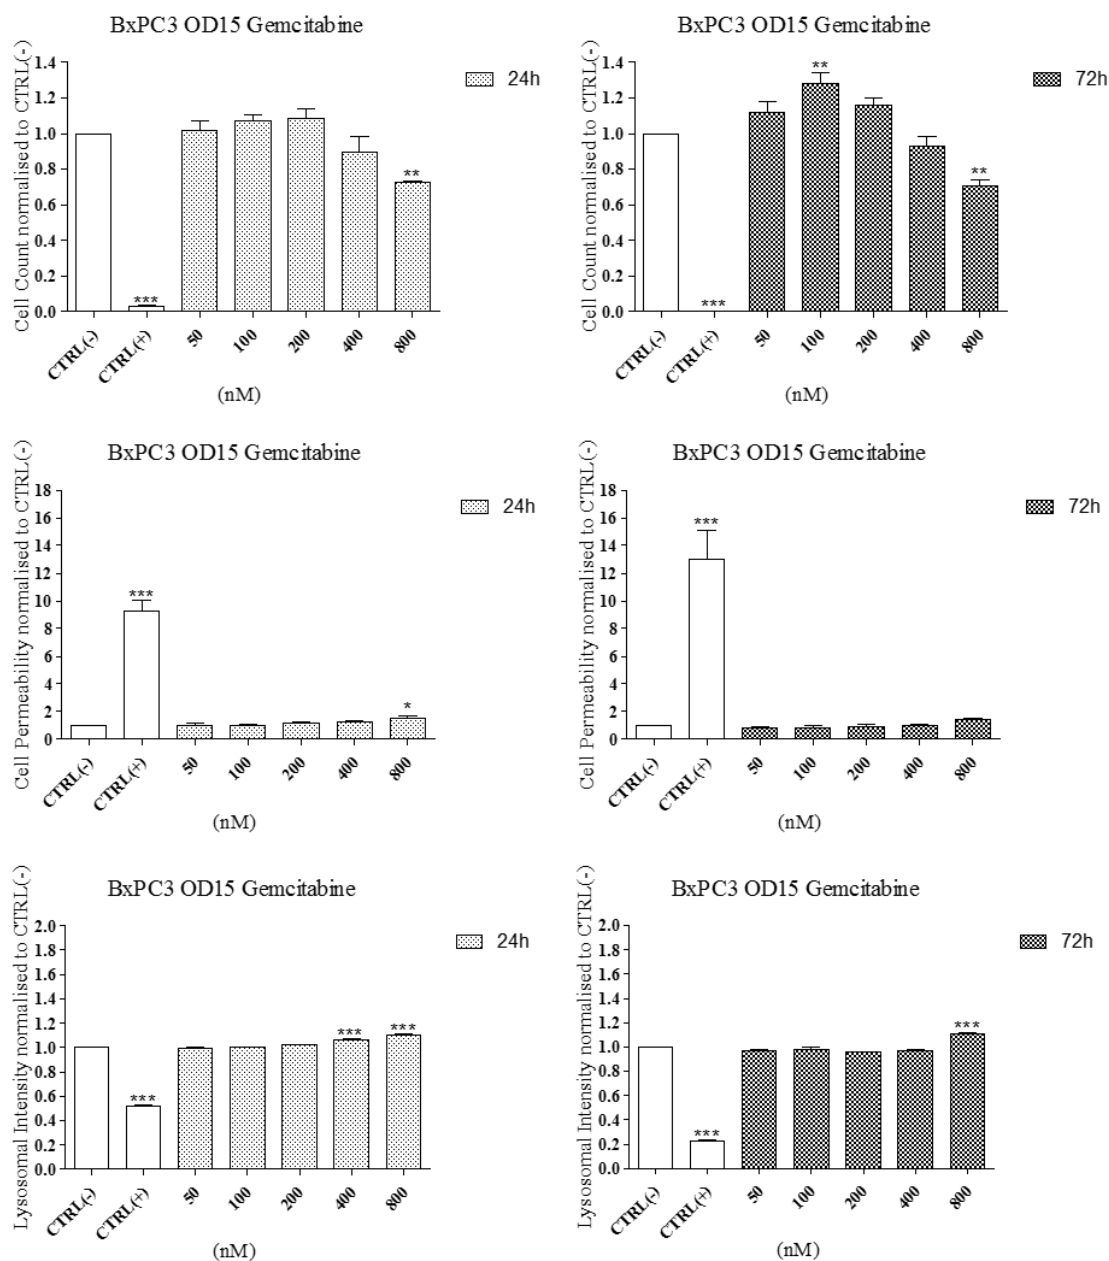 BxPC3 OD15 Gemcitabine
Cell Count normalised to CTRL(-)
1.4
1.2
1.0
0.8
0.6
0.4
0.2
0.0
***
**
24h
CTRL(-) CTRL(+) 50 100 200 400 800
(nM)
BxPC3 OD15 Gemcitabine
Cell Count normalised to CTRL(-)
1.4
1.2
1.0
0.8
0.6
0.4
0.2
0.0
***
**
**
72h
CTRL(-) CTRL(+) 50 100 200 400 800
(nM)
BxPC3 OD15 Gemcitabine
Cell Permeability normalised to CTRL(-)
18
16
14
12
10
8
6
4
2
0
***
*
24h
CTRL(-) CTRL(+) 50 100 200 400 800
(nM)
BxPC3 OD15 Gemcitabine
Cell Permeability normalised to CTRL(-)
18
16
14
12
10
8
6
4
2
0
***
72h
CTRL(-) CTRL(+) 50 100 200 400 800
(nM)
BxPC3 OD15 Gemcitabine
Lysosomal Intensity normalised to CTRL(-)
2.0
1.8
1.6
1.4
1.2
1.0
0.8
0.6
0.4
0.2
0.0
***
***
***
24h
CTRL(-) CTRL(+) 50 100 200 400 800
(nM)
BxPC3 OD15 Gemcitabine
Lysosomal Intensity normalised to CTRL(-)
2.0
1.8
1.6
1.4
1.2
1.0
0.8
0.6
0.4
0.2
0.0
***
***
72h
CTRL(-) CTRL(+) 50 100 200 400 800
(nM)